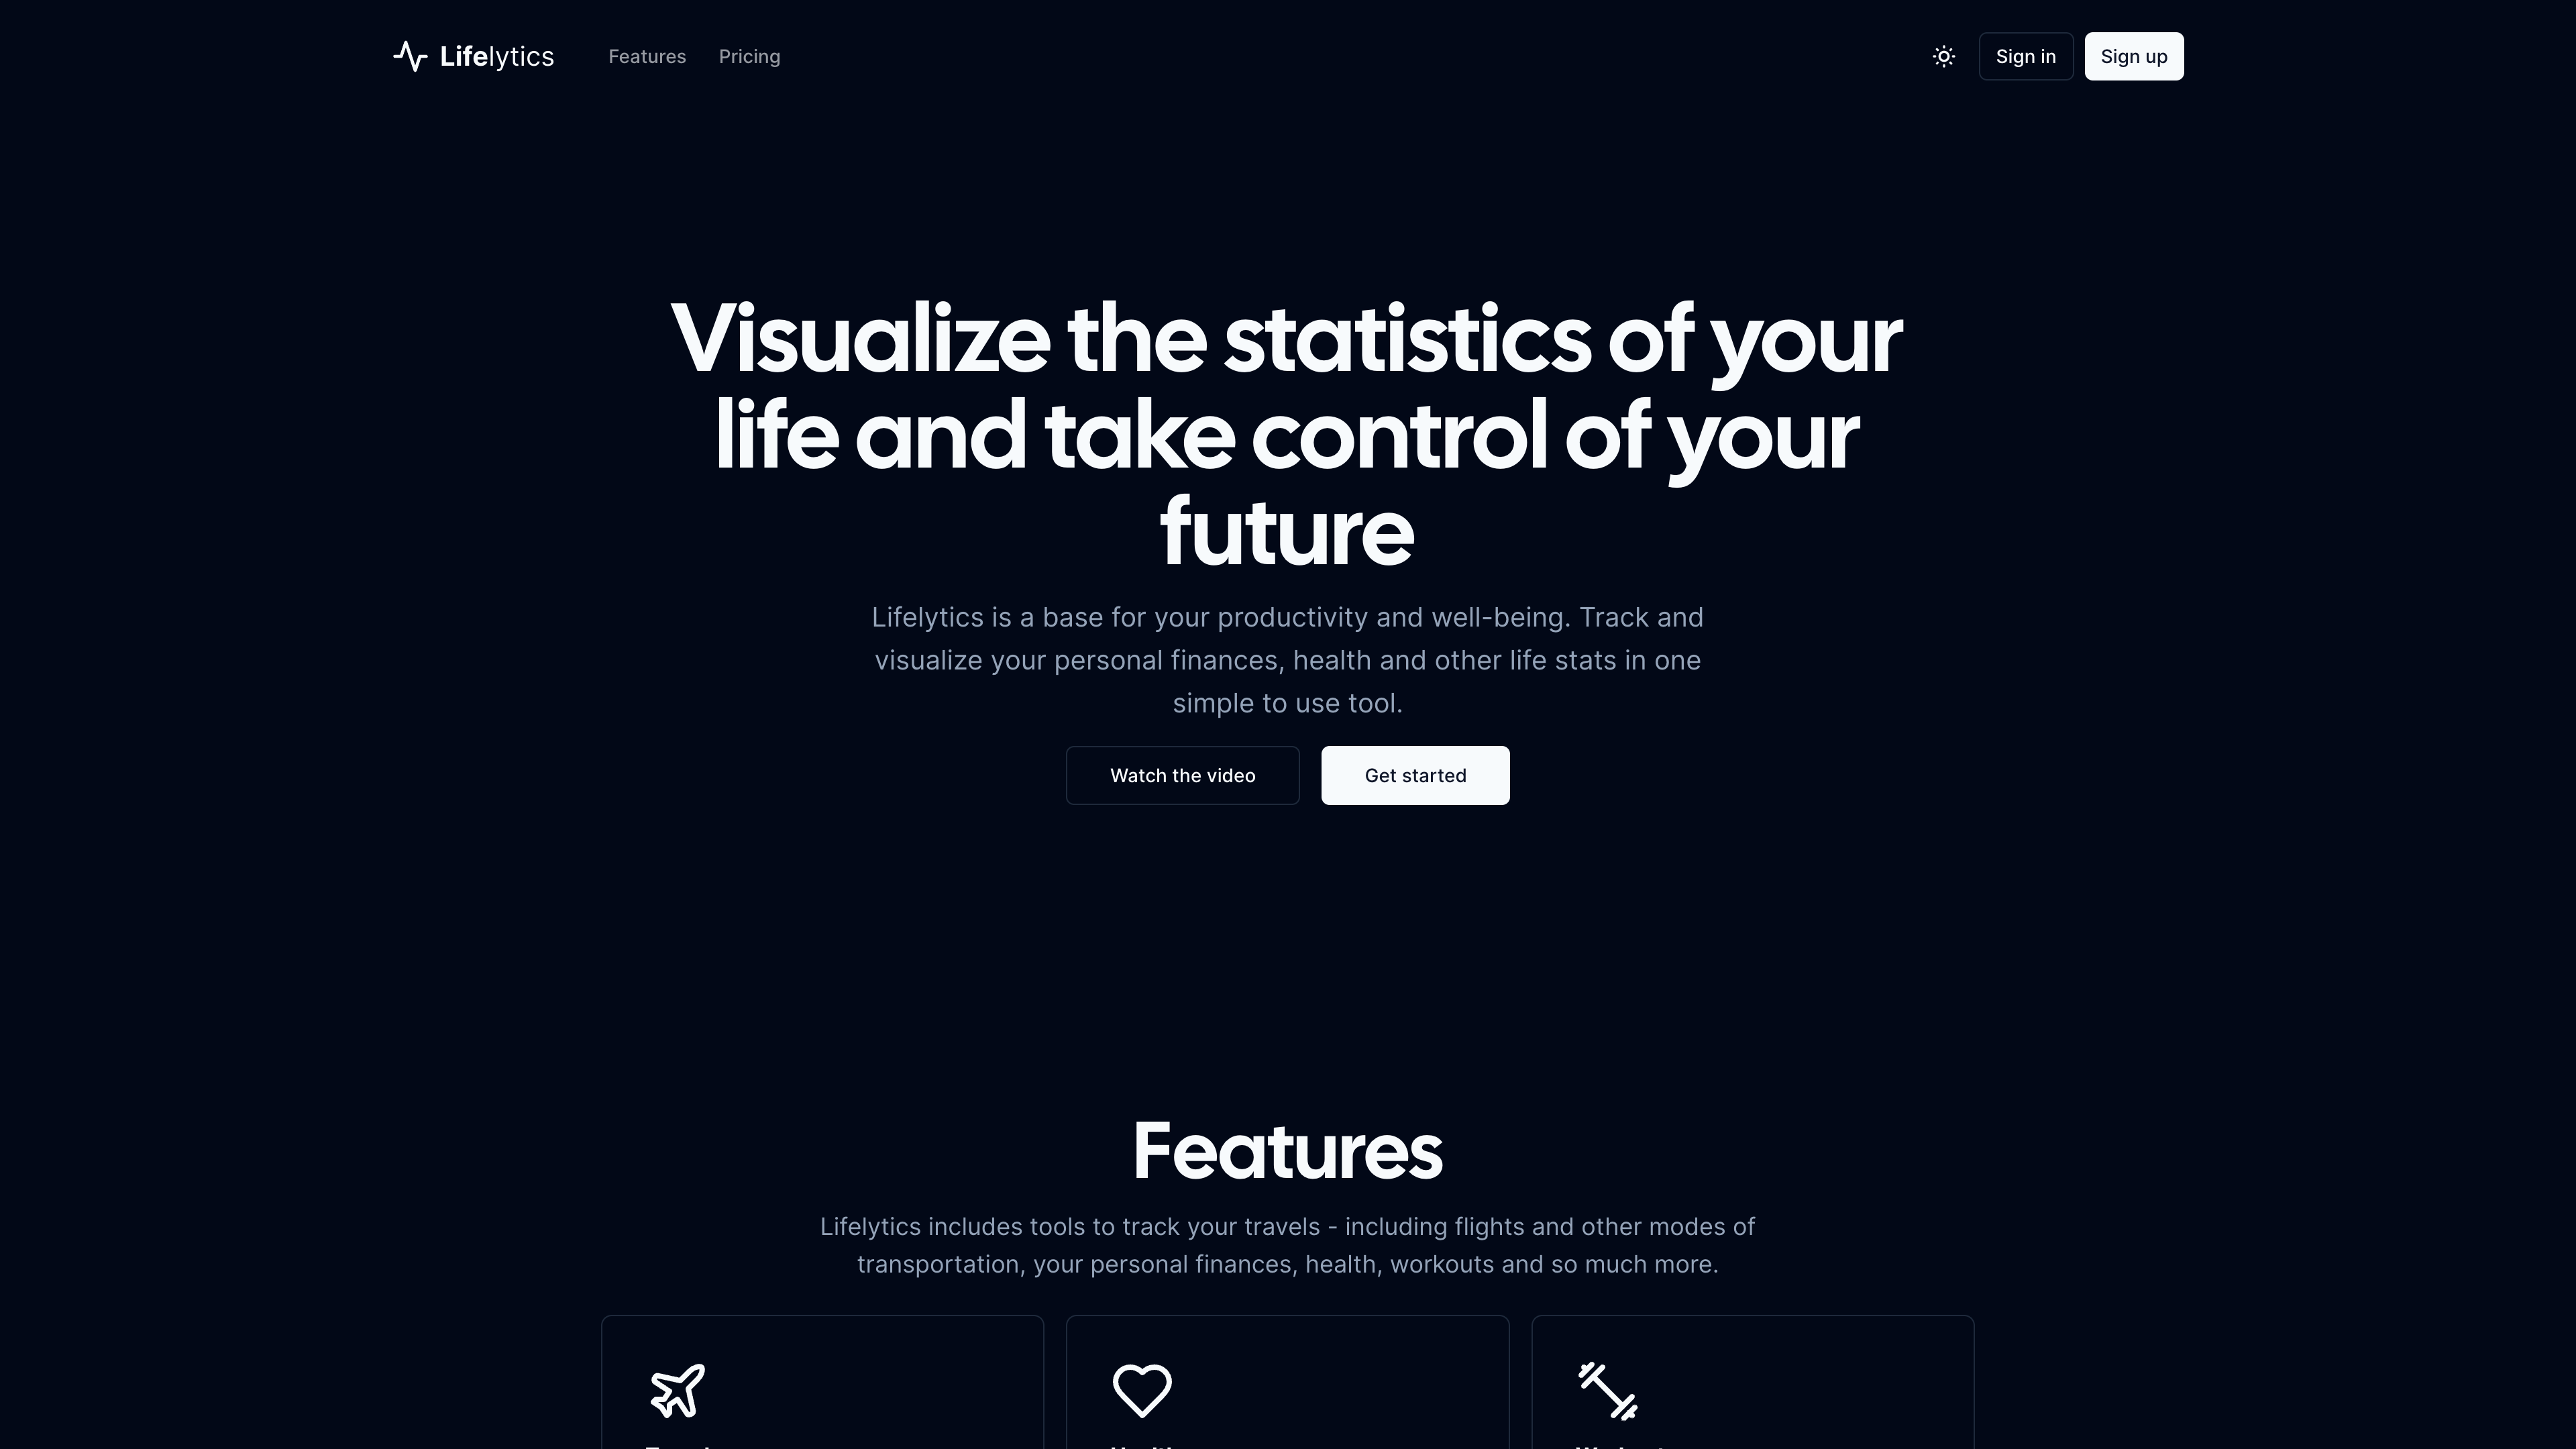 Lifelytics
Features
Pricing
Sign in
Sign up
Visualize the statistics of your
life and take control of your
future
Lifelytics is a base for your productivity and well-being. Track and
visualize your personal finances, health and other life stats in one
simple to use tool.
Watch the video
Get started
Features
Lifelytics includes tools to track your travels - including flights and other modes of
transportation, your personal finances, health, workouts and so much more.